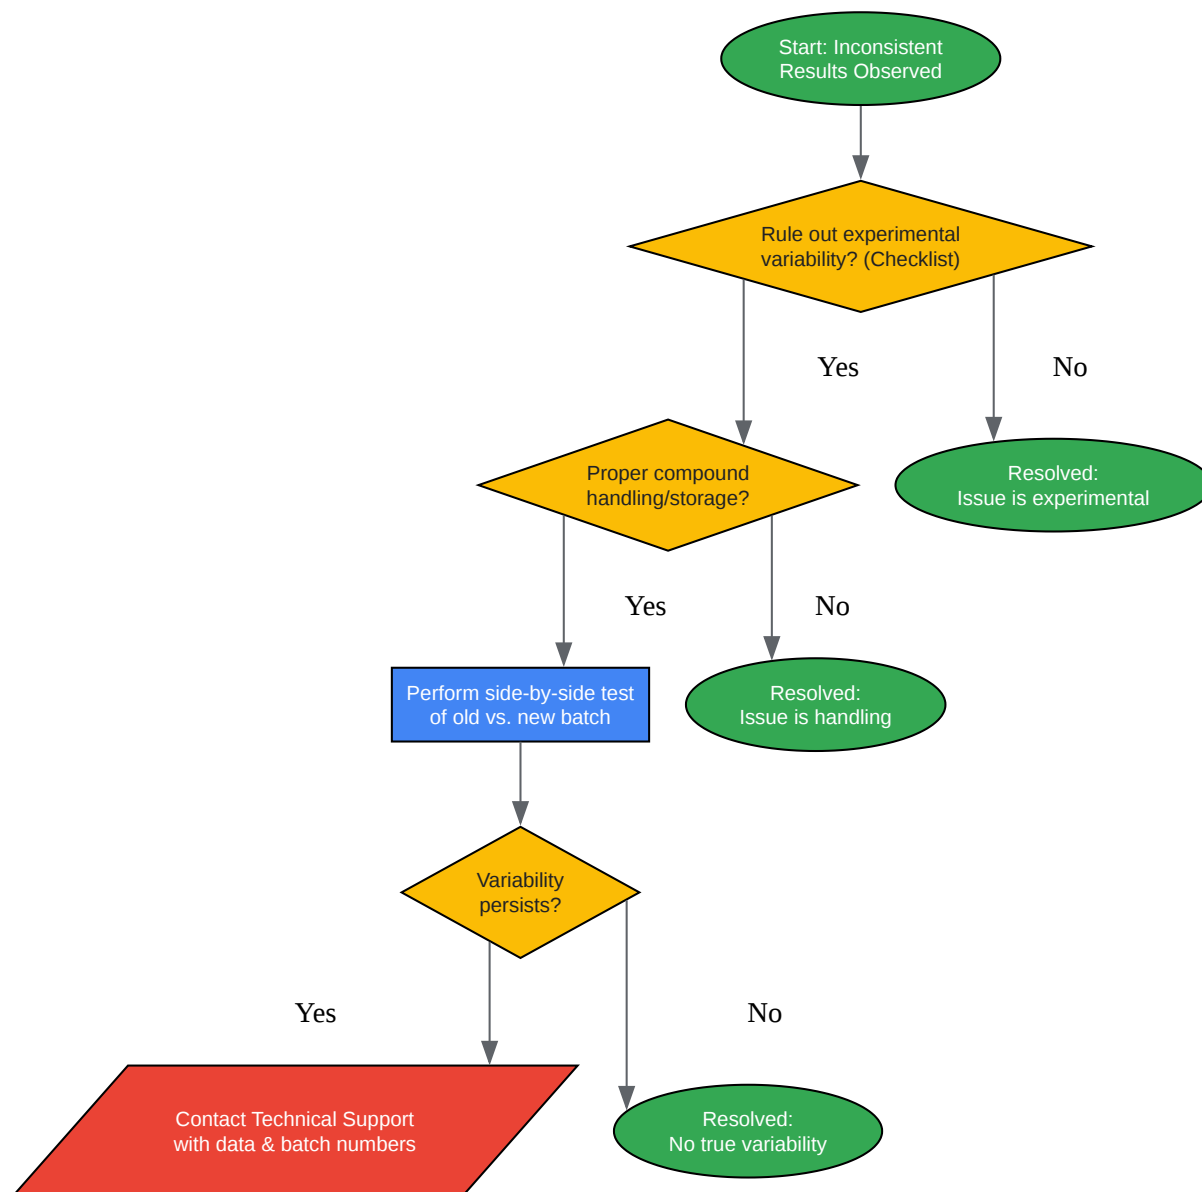 Start: Inconsistent
Results Observed
Rule out experimental
variability? (Checklist)
Yes
No
Proper compound
handling/storage?
Resolved:
Issue is experimental
Yes
No
Perform side-by-side test
of old vs. new batch
Resolved:
Issue is handling
Variability
persists?
Yes
No
Contact Technical Support
with data & batch numbers
Resolved:
No true variability